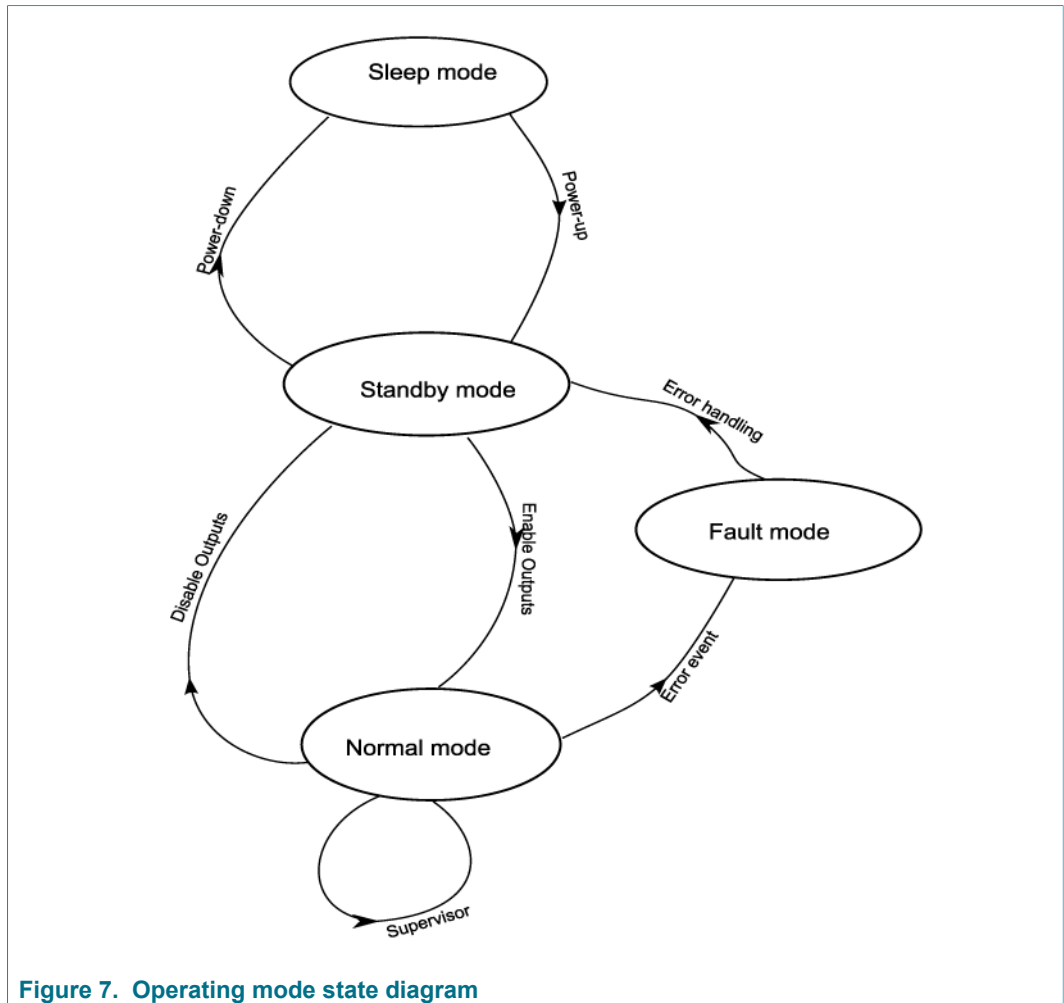 Sleep mode
Power-down
Power-up
Standby mode
Error handling
Disable Outputs
Enable Outputs
Fault mode
Error event
Normal mode
Supervisor
Figure 7. Operating mode state diagram